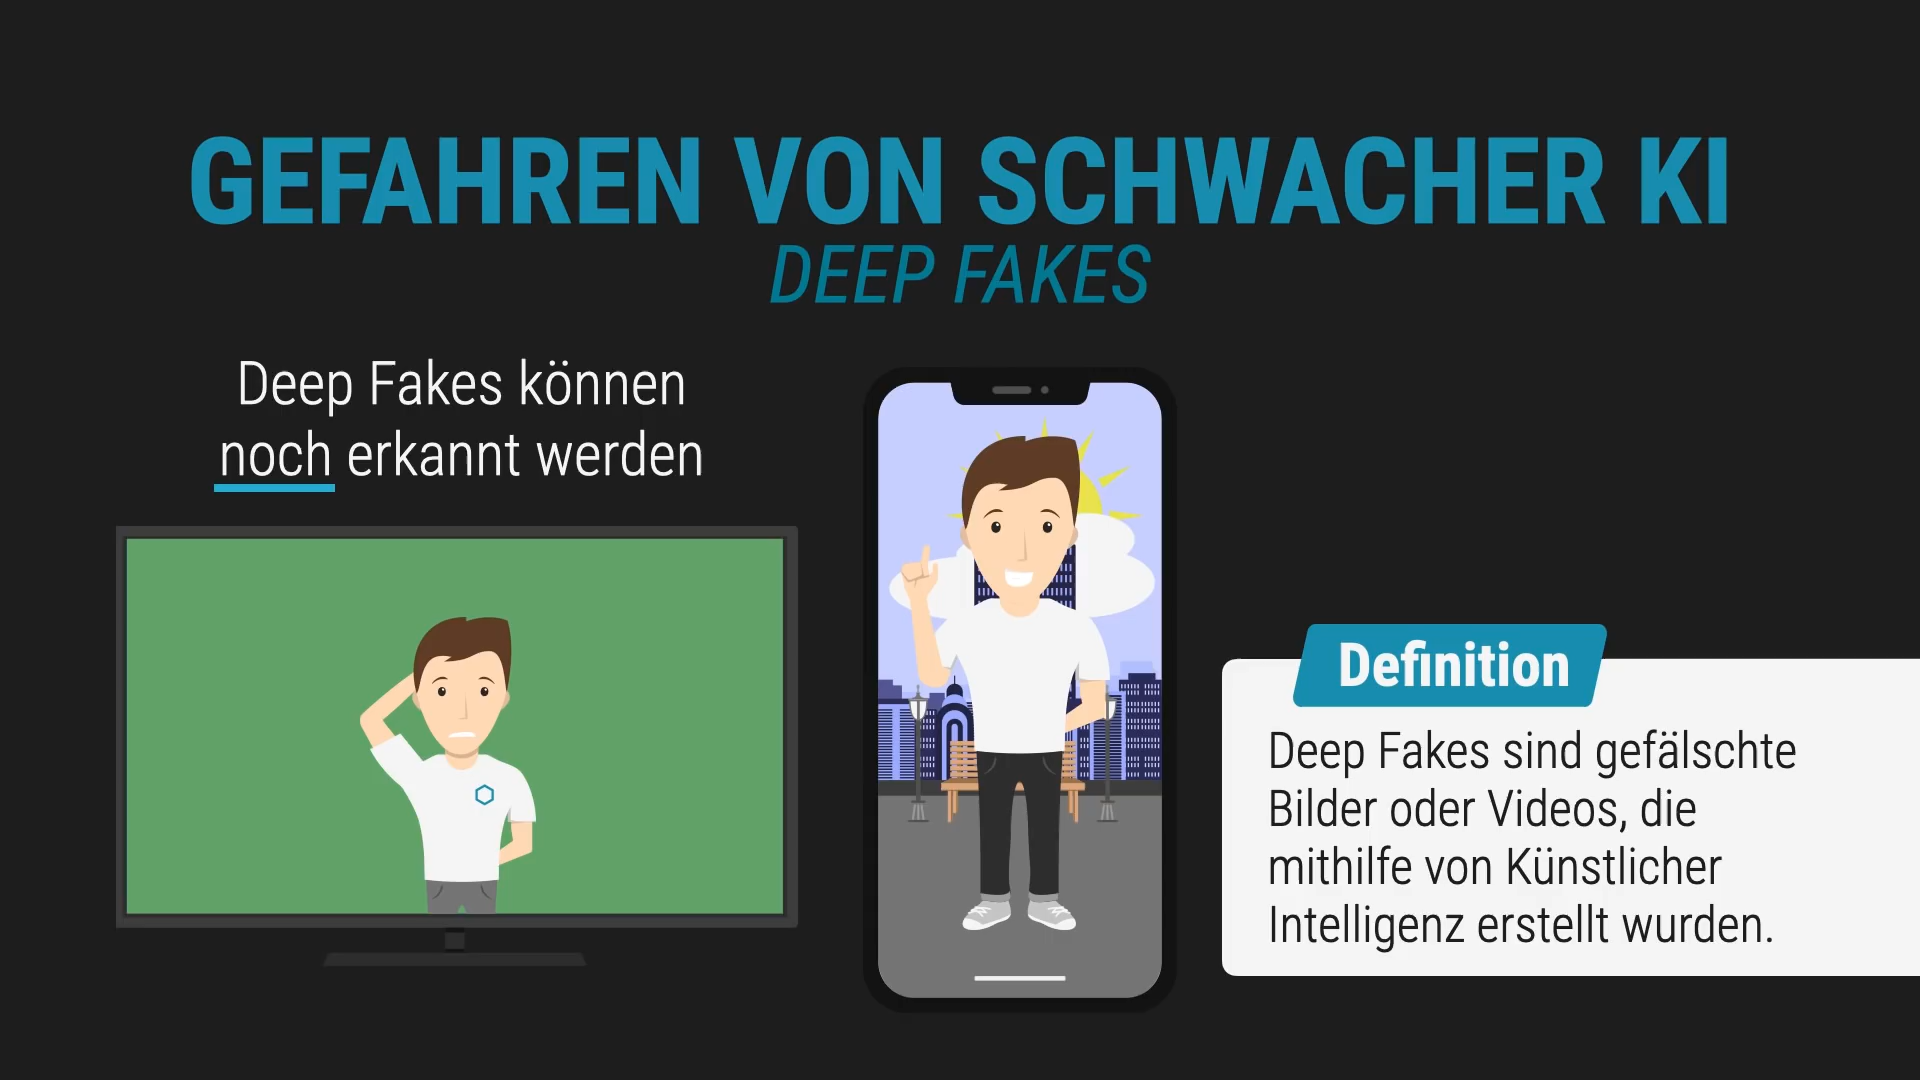 GEFAHREN VON SCHWACHER KI
DEEP FAKES
Deep Fakes können
noch erkannt werden
Definition
Deep Fakes sind gefälschte
Bilder oder Videos, die
mithilfe von Künstlicher
Intelligenz erstellt wurden.